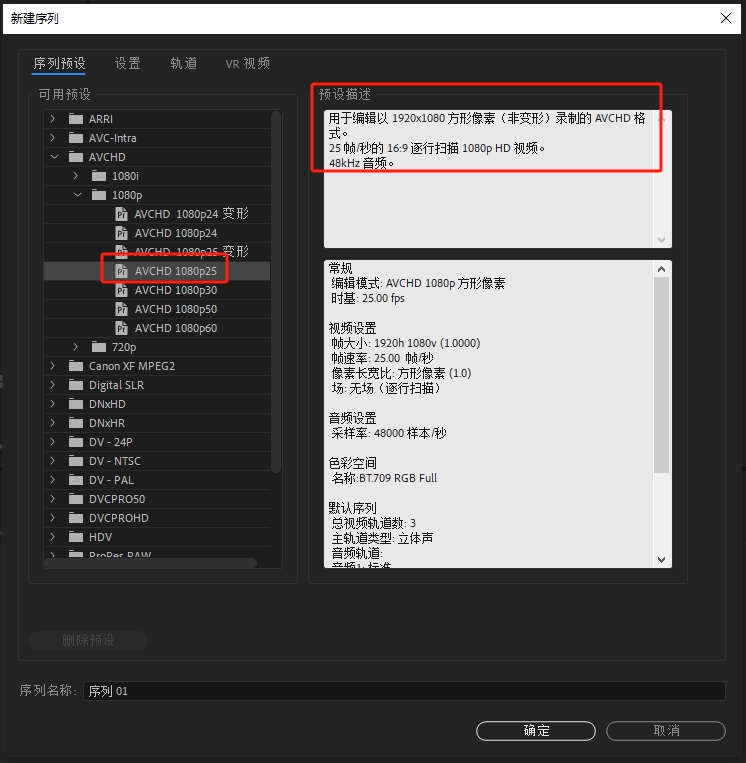 新建序列
序列预设 设置 轨道 VR 视频
可用预设
ARRI
AVC-Intra
AVCHD
1080i
1080p
AVCHD 1080p24 变形
AVCHD 1080p24
AVCHD 1080p25 变形
AVCHD 1080p25
AVCHD 1080p30
AVCHD 1080p50
AVCHD 1080p60
720p
Canon XF MPEG2
Digital SLR
DNxHD
DNxHR
DV - 24P
DV - NTSC
DV - PAL
DVCPRO50
DVCPROHD
HDV
ProRes RAW
删除预设
预设描述
用于编辑以 1920x1080 方形像素（非变形）录制的 AVCHD 格
式。
25 帧/秒的 16:9 逐行扫描 1080p HD 视频。
48kHz 音频。
常规
编辑模式: AVCHD 1080p 方形像素
时基: 25.00 fps
视频设置
帧大小: 1920h 1080v (1.0000)
帧速率: 25.00 帧/秒
像素长宽比: 方形像素 (1.0)
场: 无场（逐行扫描）
音频设置
采样率: 48000 样本/秒
色彩空间
名称:BT.709 RGB Full
默认序列
总视频轨道数: 3
主轨道类型: 立体声
音频轨道:
音频1: 标准
序列名称: 序列 01
确定 取消